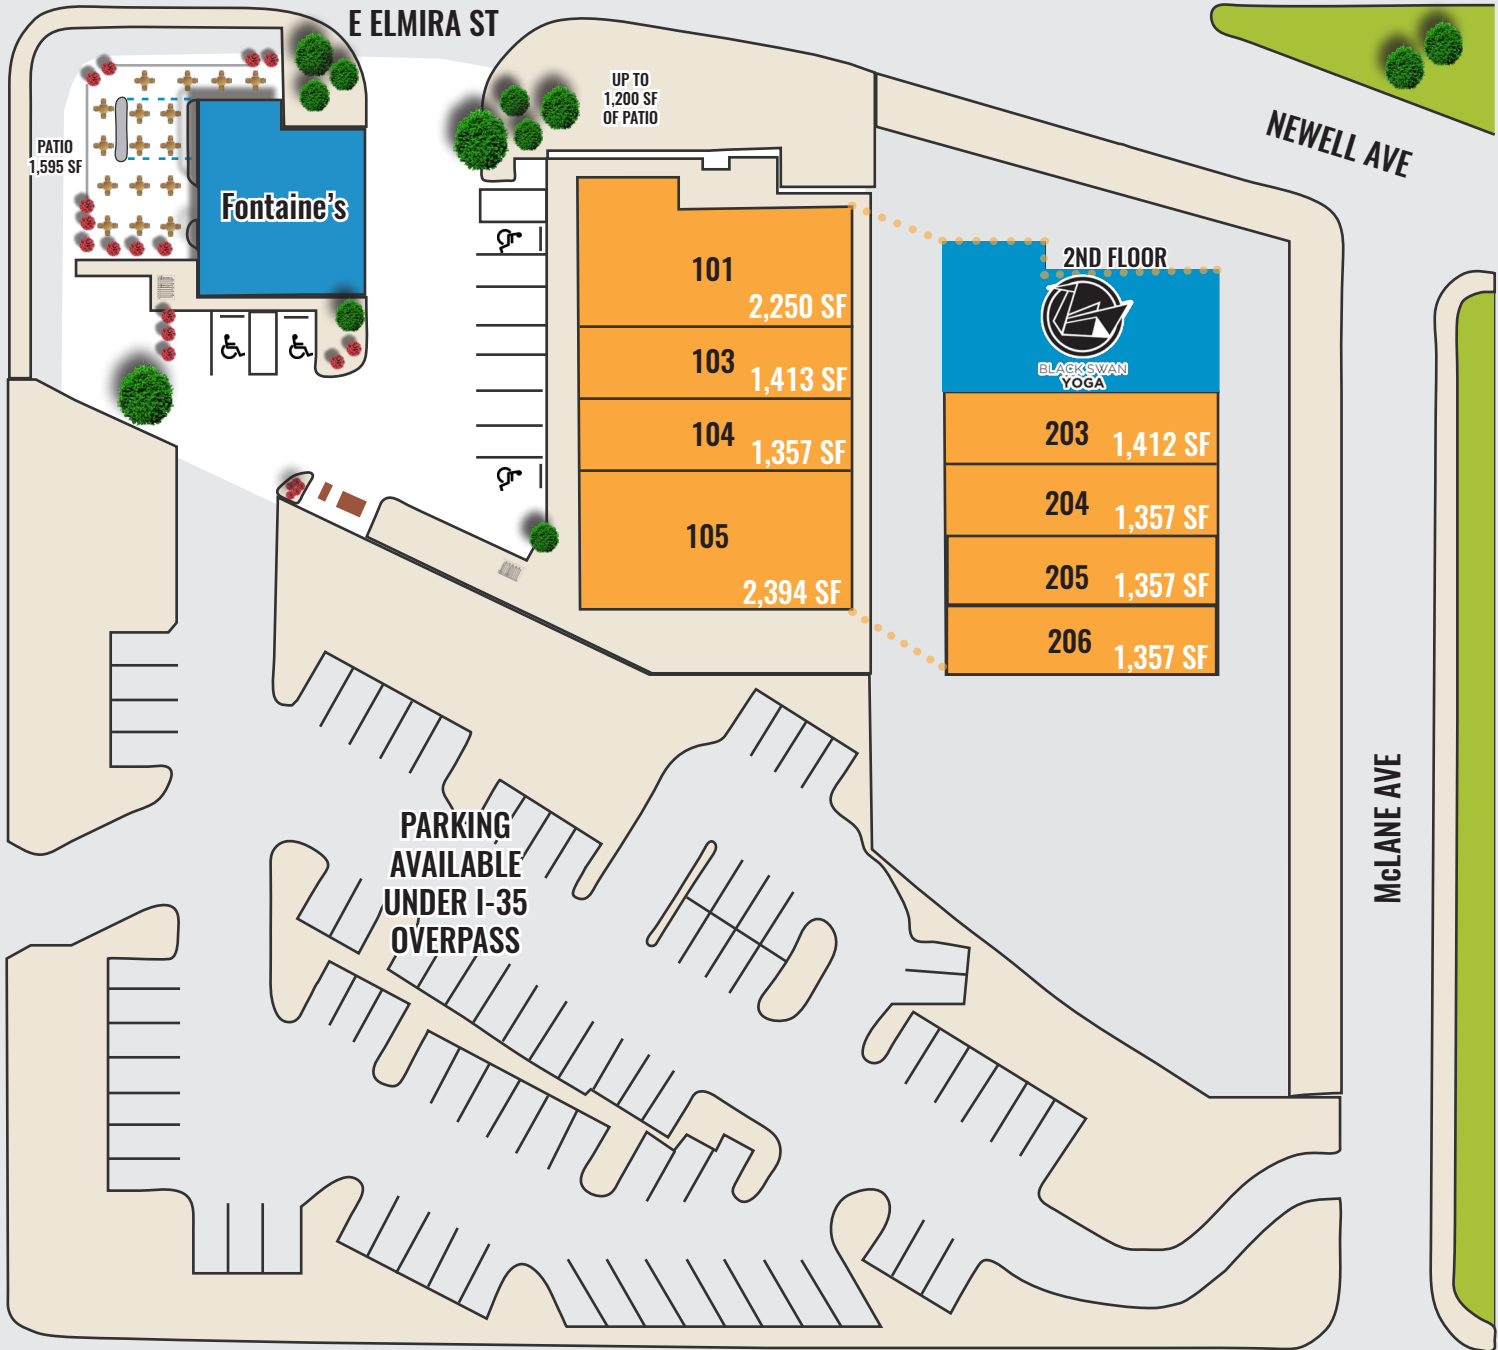 E ELMIRA ST
UP TO
1,200 SF
OF PATIO
NEWELL AVE
PATIO
1,595 SF
Fontaine's
101
2,250 SF
103
1,413 SF
104
1,357 SF
105
2,394 SF
2ND FLOOR
BLACK SWAN
YOGA
203
1,412 SF
204
1,357 SF
205
1,357 SF
206
1,357 SF
McLANE AVE
PARKING
AVAILABLE
UNDER I-35
OVERPASS